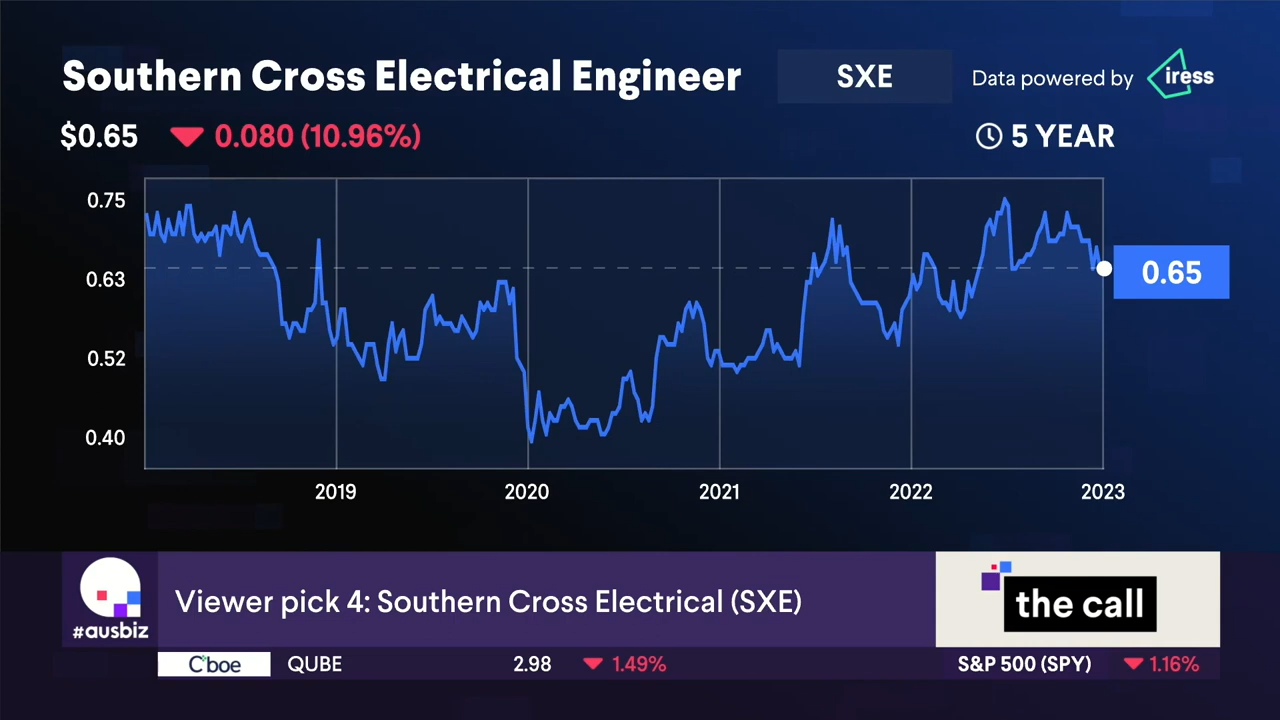 Southern Cross Electrical Engineer
SXE
Data powered by iress
$0.65 0.080 (10.96%)
5 YEAR
0.75
0.63
0.52
0.40
0.65
2019 2020 2021 2022 2023
#ausbiz
Viewer pick 4: Southern Cross Electrical (SXE)
the call
Cboe QUBE 2.98 1.49% S&P 500 (SPY) 1.16%